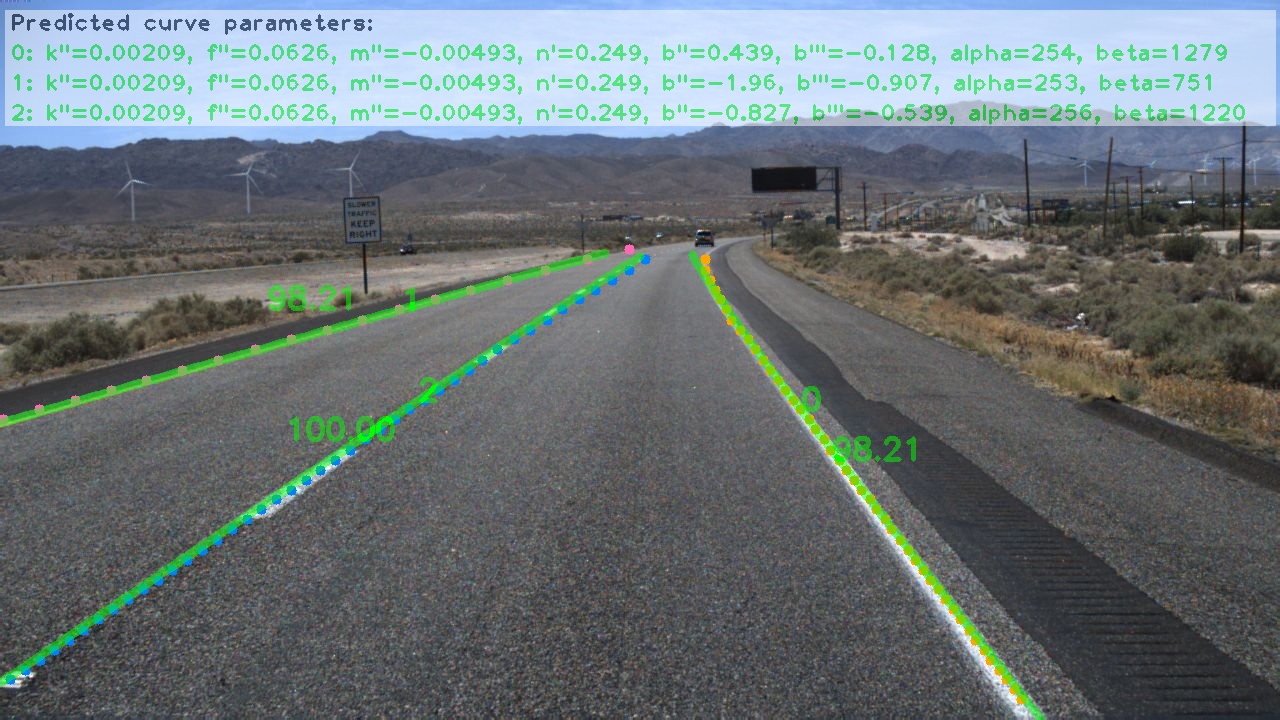 Predicted curve parameters:
0: k''=0.00209, f''=0.0626, m''=-0.00493, n'=0.249, b''=0.439, b'''=-0.128, alpha=254, beta=1279
1: k''=0.00209, f''=0.0626, m''=-0.00493, n'=0.249, b''=-1.96, b'''=-0.907, alpha=253, beta=751
2: k''=0.00209, f''=0.0626, m''=-0.00493, n'=0.249, b''=-0.827, b'''=-0.539, alpha=256, beta=1220
SLOWER
TRAFFIC
KEEP
RIGHT
98.21
1
2
0
100.00
98.21